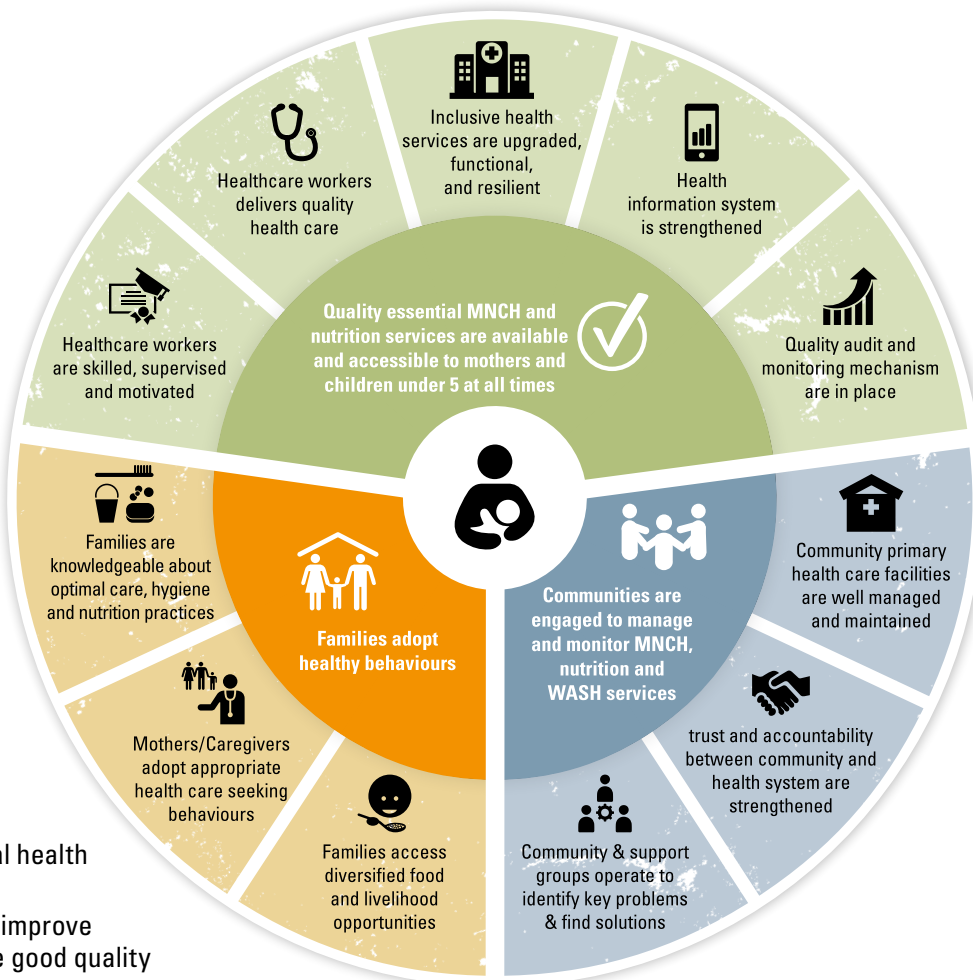 Inclusive health
services are upgraded,
functional,
and resilient
Healthcare workers
delivers quality
health care
Health
information system
is strengthened
Healthcare workers
are skilled, supervised
and motivated
Quality audit and
monitoring mechanism
are in place
Quality essential MNCH and
nutrition services are available
and accessible to mothers and
children under 5 at all times
Families are
knowledgeable about
optimal care, hygiene
and nutrition practices
Families adopt
healthy behaviours
Communities are
engaged to manage
and monitor MNCH,
nutrition and
WASH services
Community primary
health care facilities
are well managed
and maintained
Mothers/Caregivers
adopt appropriate
health care seeking
behaviours
trust and accountability
between community and
health system are
strengthened
Families access
diversified food
and livelihood
opportunities
Community & support
groups operate to
identify key problems
& find solutions
health
improve
good quality